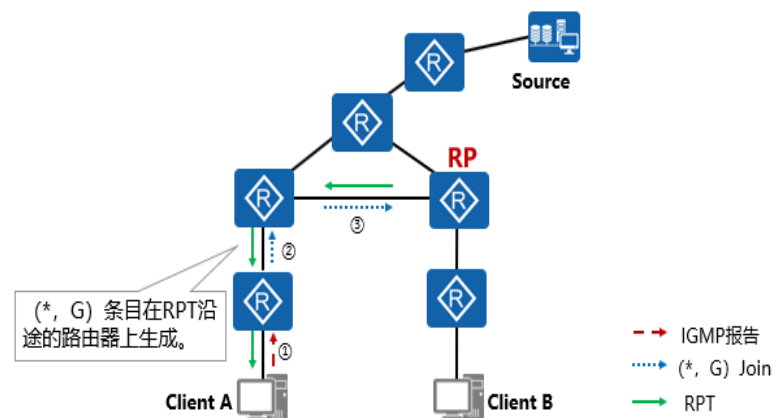 R
Source
R
RP
R
R
③
②
(*，G) 条目在RPT沿
途的路由器上生成。
R
R
①
IGMP报告
(*，G) Join
Client A
Client B
RPT